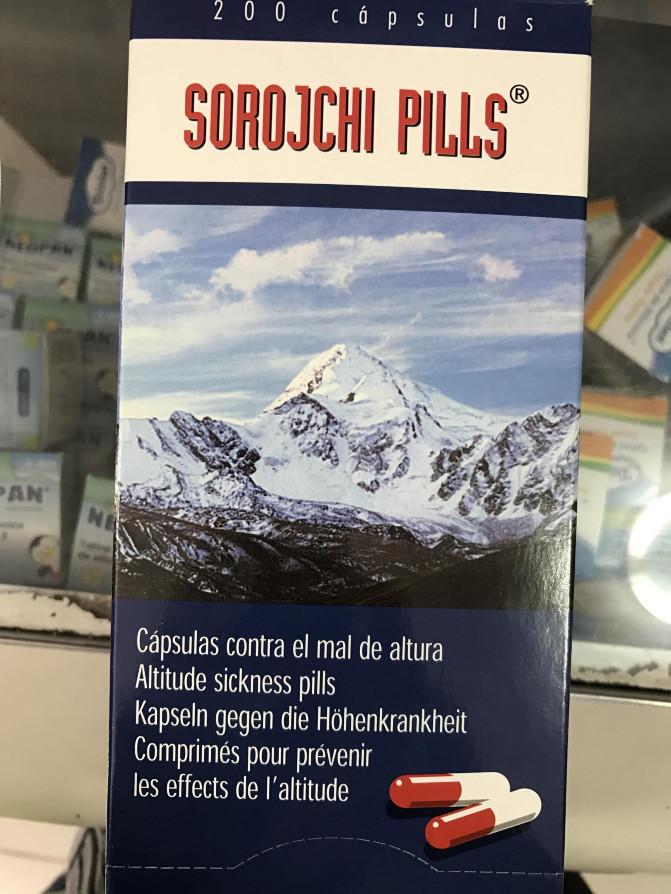 200 cápsulas
SOROJCHI PILLS®
NEOPAN
Cápsulas contra el mal de altura
Altitude sickness pills
Kapseln gegen die Höhenkrankheit
Comprimés pour prévenir
les effects de l'altitude